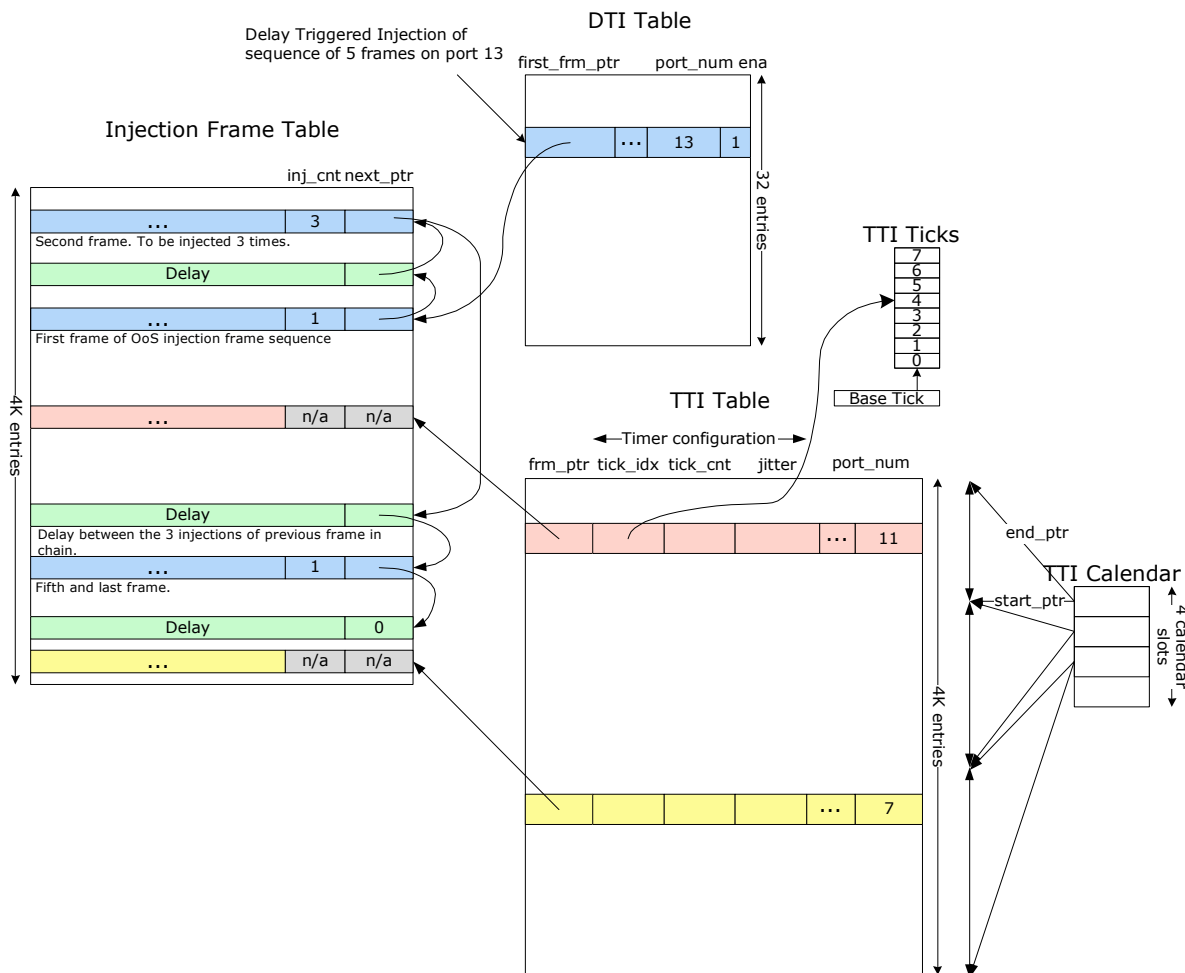 DTI Table
Delay Triggered Injection of
sequence of 5 frames on port 13
first_frm_ptr port_num ena
... 13 1
32 entries
Injection Frame Table
inj_cnt next_ptr
... 3
Second frame. To be injected 3 times.
Delay
... 1
First frame of OoS injection frame sequence
... n/a n/a
Delay
Delay between the 3 injections of previous frame in
chain.
... 1
Fifth and last frame.
Delay 0
... n/a n/a
4K entries
TTI Ticks
7
6
5
4
3
2
1
0
Base Tick
TTI Table
Timer configuration
frm_ptr tick_idx tick_cnt jitter port_num
... 11
... 7
4K entries
end_ptr
TTI Calendar
start_ptr
4 calendar
slots